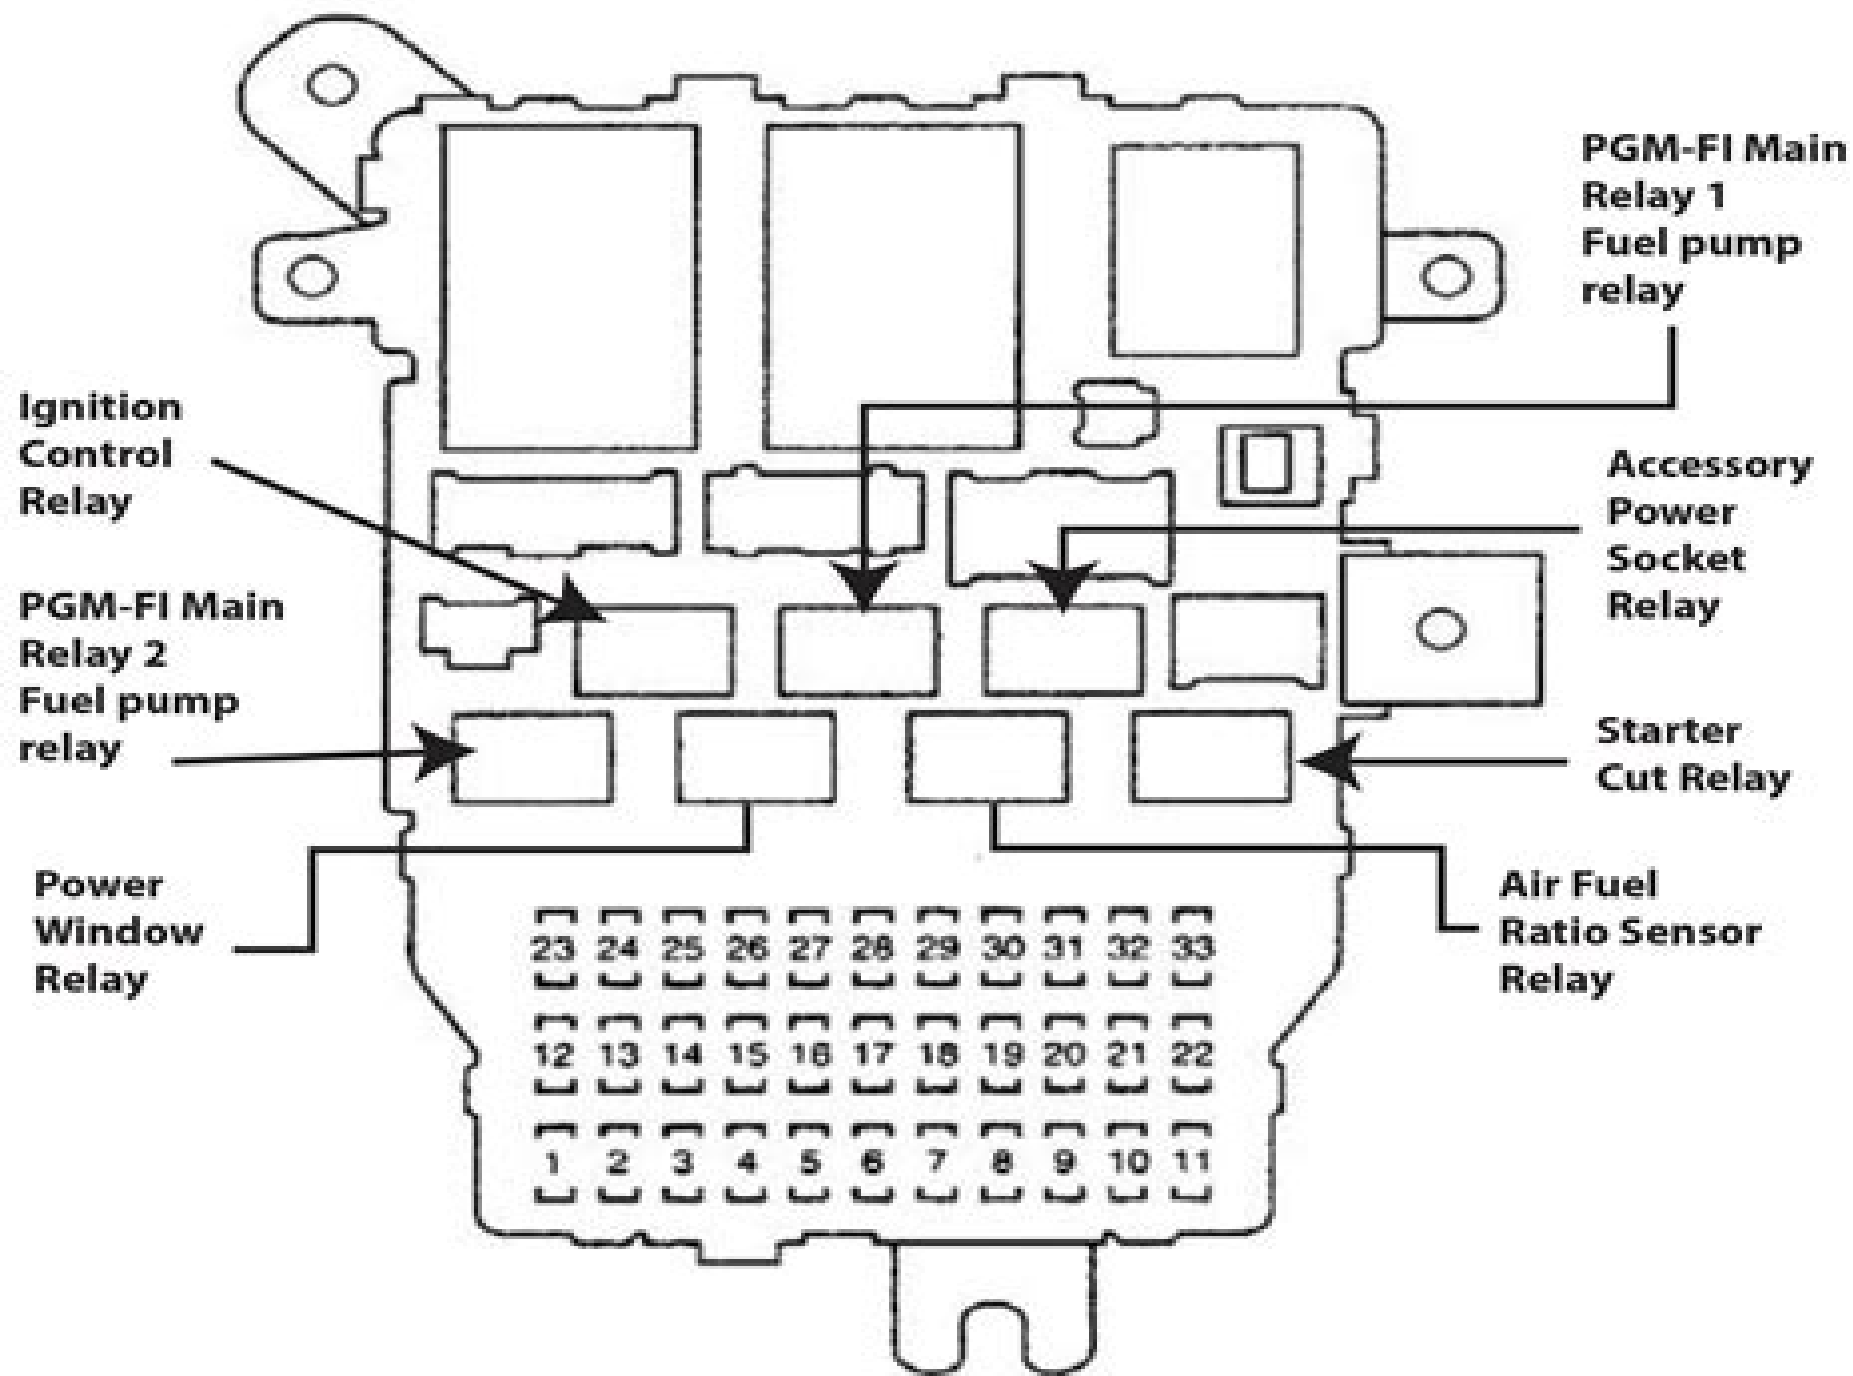 PGM-FI Main
Relay 1
Fuel pump
relay
Ignition
Control
Relay
Accessory
Power
Socket
Relay
PGM-FI Main
Relay 2
Fuel pump
relay
Starter
Cut Relay
Power
Window
Relay
Air Fuel
Ratio Sensor
Relay
23 24 25 26 27 28 29 30 31 32 33
12 13 14 15 16 17 18 19 20 21 22
1 2 3 4 5 6 7 8 9 10 11